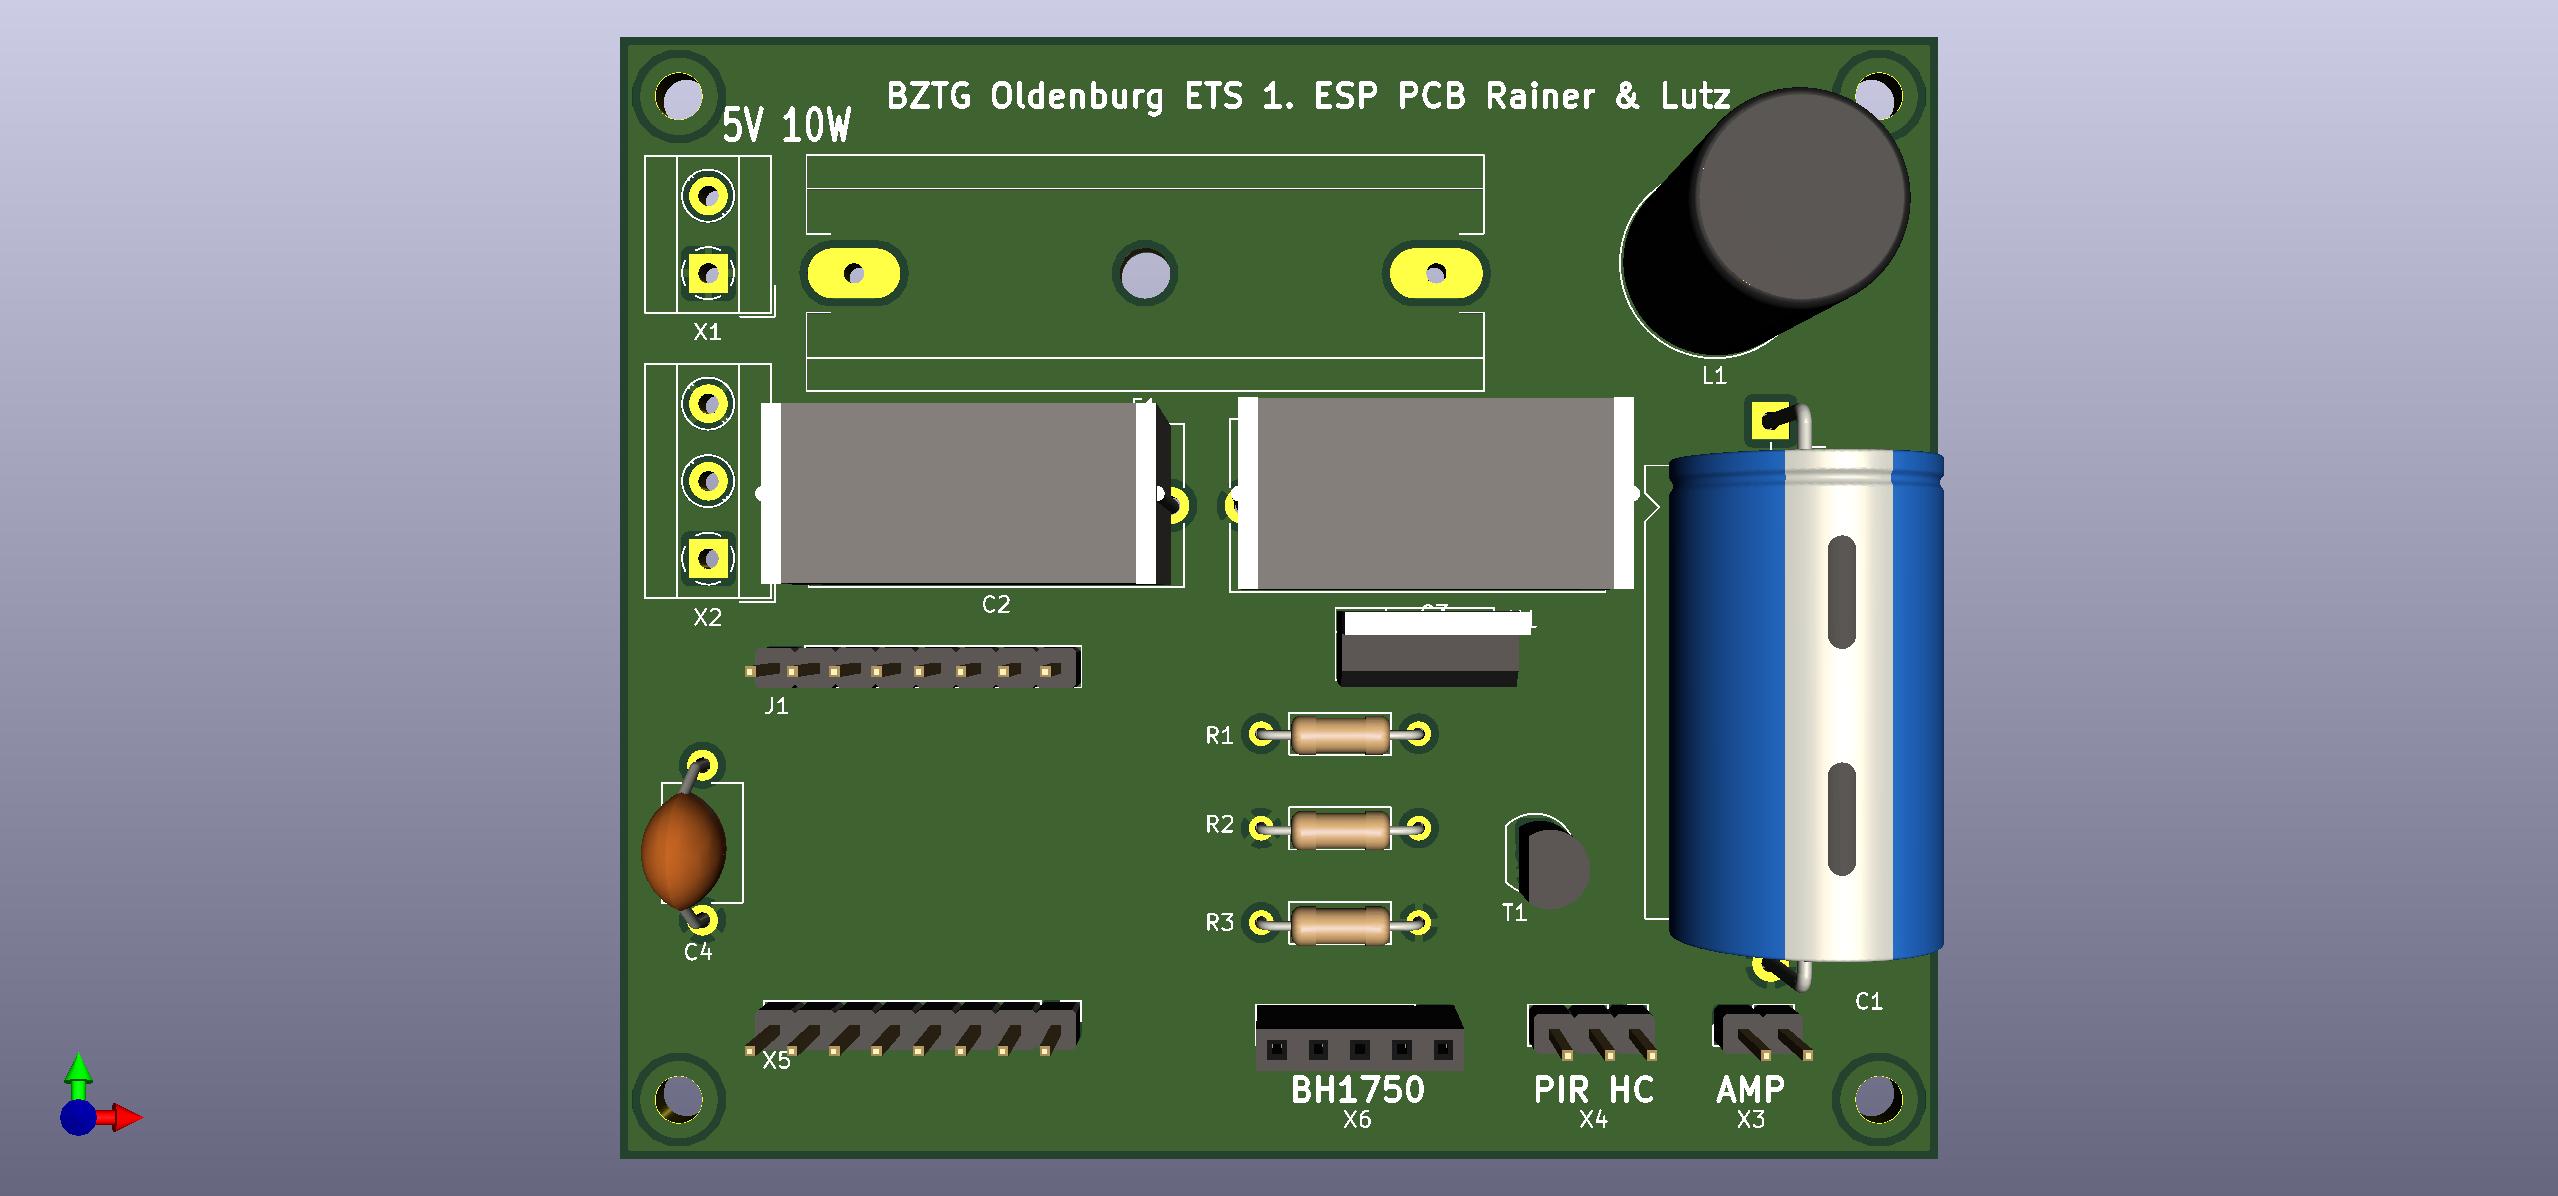 BZTG Oldenburg ETS 1. ESP PCB Rainer & Lutz
5V 10W
X1
L1
X2
C2
J1
R1
R2
R3
T1
C4
C1
X5
BH1750
PIR HC
AMP
X6
X4
X3